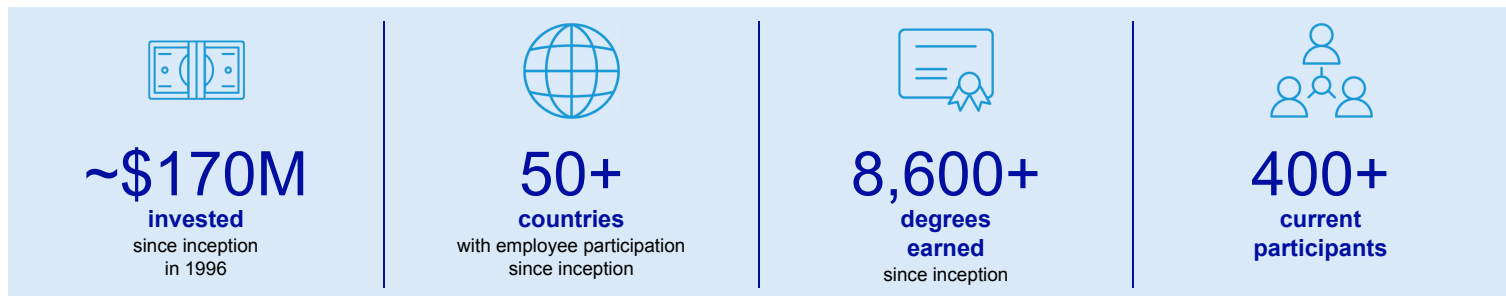 ~$170M
invested
since inception
in 1996
50+
countries
with employee participation
since inception
8,600+
degrees
earned
since inception
400+
current
participants